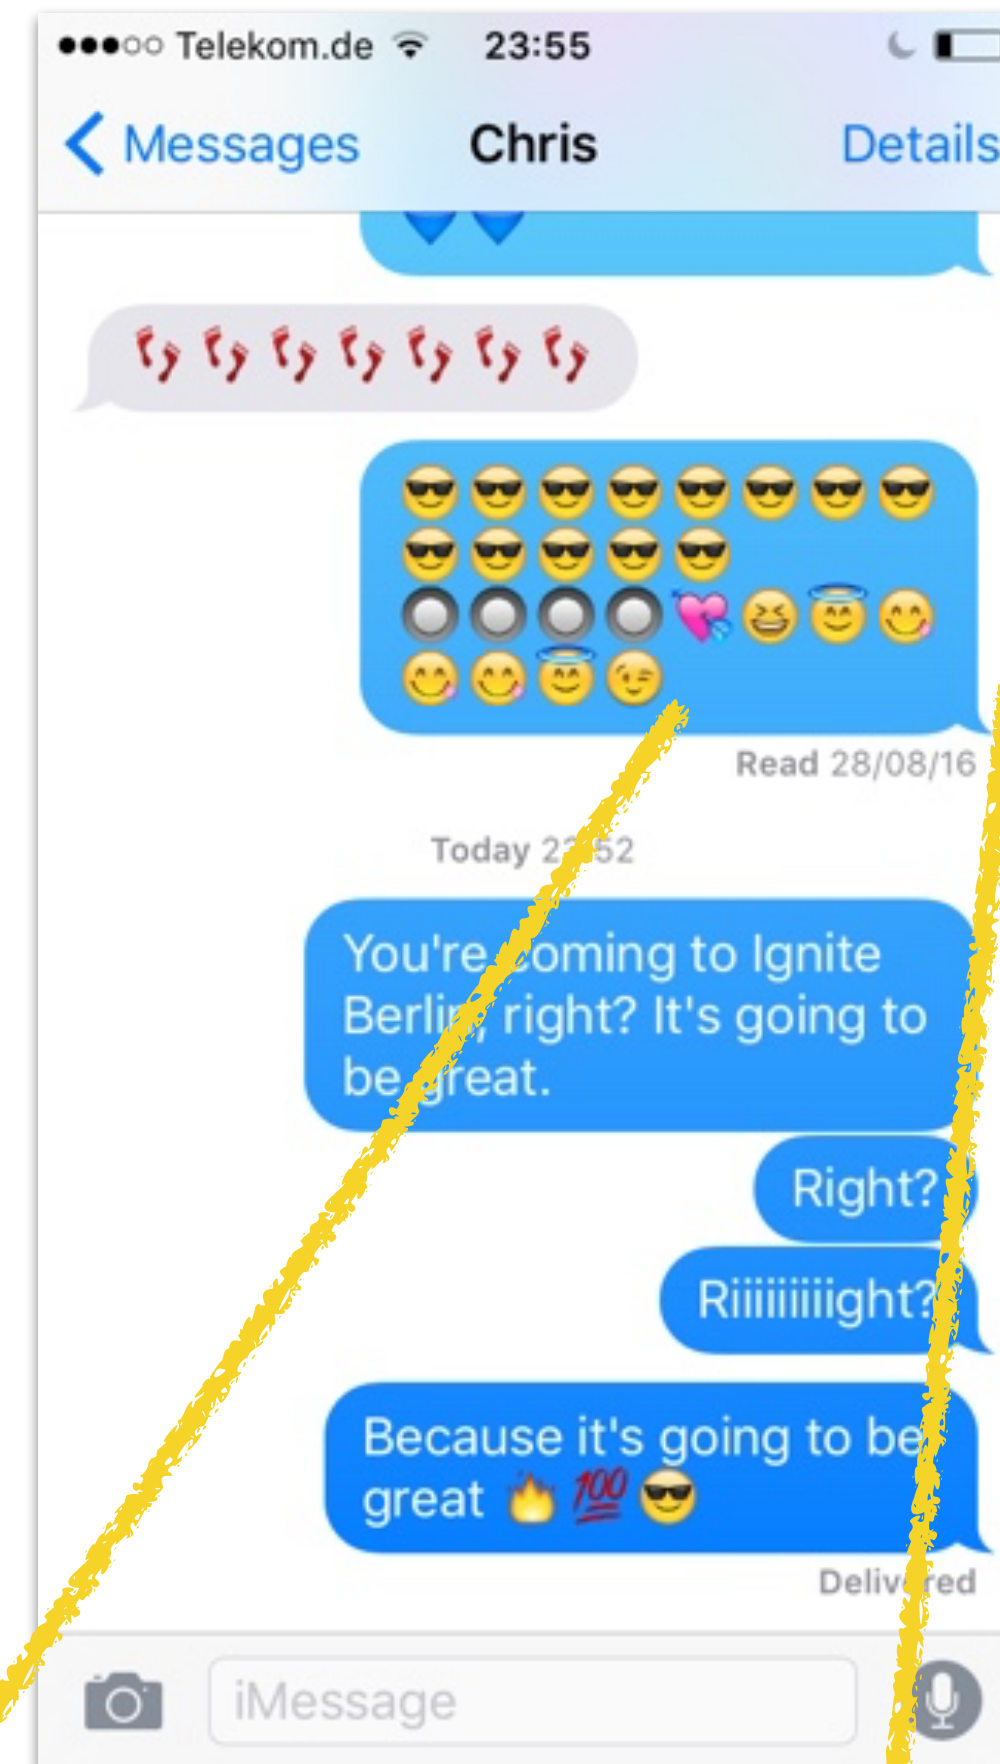 Telekom.de 23:55
Messages Chris Details
💙💙
👣👣👣👣👣👣👣
😎😎😎😎😎😎😎😎
😎😎😎😎😎
🔘🔘🔘🔘💘😆😇😋
😋😋😇😉
Read 28/08/16
Today 23:52
You're coming to Ignite
Berlin, right? It's going to
be great.
Right?
Riiiiiiiiiight?
Because it's going to be
great 🔥 💯 😎
Delivered
iMessage